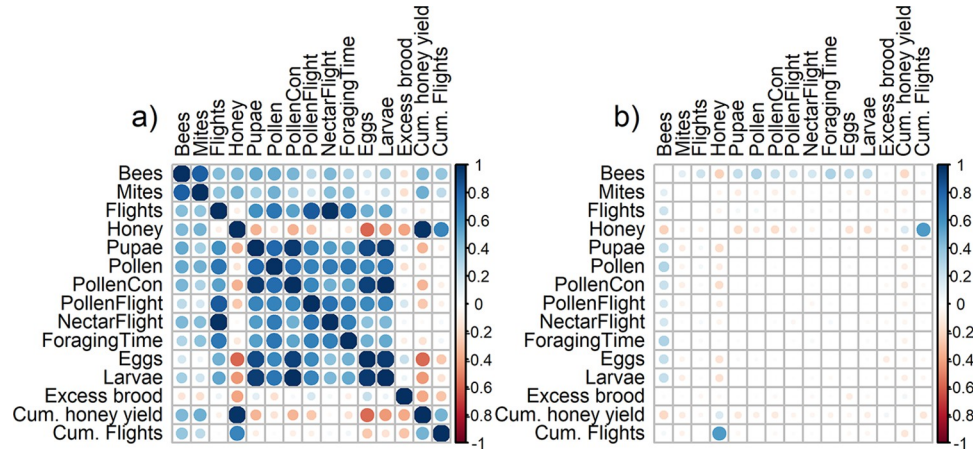 a)
Bees
Mites
Flights
Honey
Pupae
Pollen
PollenCon
PollenFlight
NectarFlight
ForagingTime
Eggs
Larvae
Excess brood
Cum. honey yield
Cum. Flights
Bees
Mites
Flights
Honey
Pupae
Pollen
PollenCon
PollenFlight
NectarFlight
ForagingTime
Eggs
Larvae
Excess brood
Cum. honey yield
Cum. Flights
1
0.8
0.6
0.4
0.2
0
-0.2
-0.4
-0.6
-0.8
-1
b)
Bees
Mites
Flights
Honey
Pupae
Pollen
PollenCon
PollenFlight
NectarFlight
ForagingTime
Eggs
Larvae
Excess brood
Cum. honey yield
Cum. Flights
Bees
Mites
Flights
Honey
Pupae
Pollen
PollenCon
PollenFlight
NectarFlight
ForagingTime
Eggs
Larvae
Excess brood
Cum. honey yield
Cum. Flights
1
0.8
0.6
0.4
0.2
0
-0.2
-0.4
-0.6
-0.8
-1